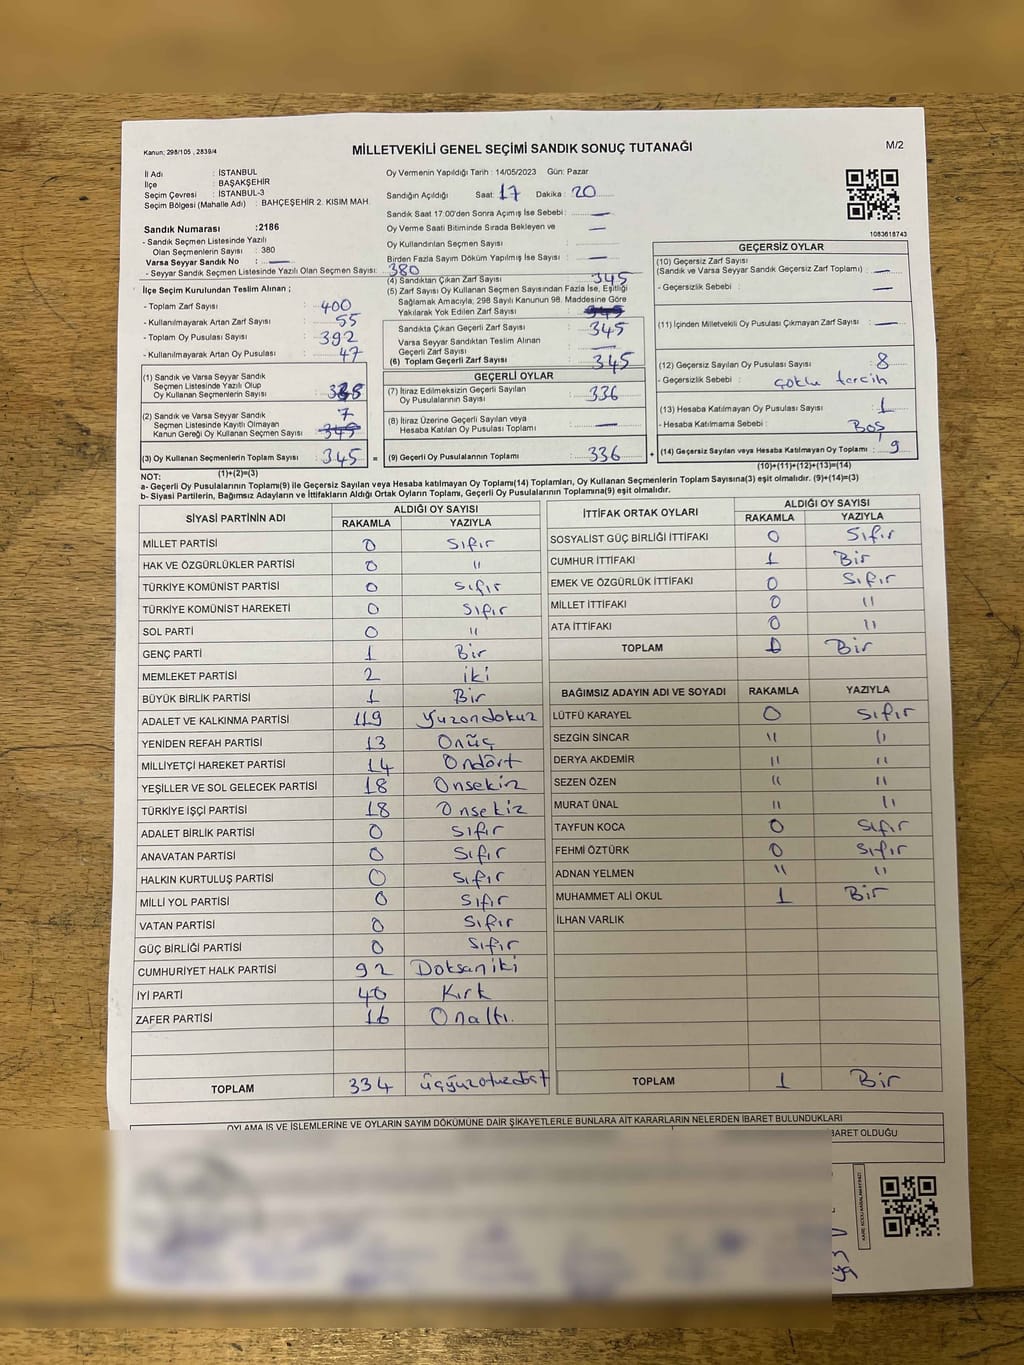 Kanun; 298/105 , 2839/4
MİLLETVEKİLİ GENEL SEÇİMİ SANDIK SONUÇ TUTANAĞI
M/2
İl Adı : İSTANBUL
İlçe : BAŞAKŞEHİR
Seçim Çevresi : İSTANBUL-3
Seçim Bölgesi (Mahalle Adı) : BAHÇEŞEHİR 2. KISIM MAH.
Sandık Numarası :2186
- Sandık Seçmen Listesinde Yazılı
Olan Seçmenlerin Sayısı : 380
Varsa Seyyar Sandık No : —
- Seyyar Sandık Seçmen Listesinde Yazılı Olan Seçmen Sayısı: 380
Oy Vermenin Yapıldığı Tarih : 14/05/2023 Gün: Pazar
Sandığın Açıldığı Saat: 17 Dakika : 20
Sandık Saat 17:00'den Sonra Açımış İse Sebebi : —
Oy Verme Saati Bitiminde Sırada Bekleyen ve —
Oy Kullandırılan Seçmen Sayısı :
Birden Fazla Sayım Döküm Yapılmış İse Sayısı : —
1083618743
İlçe Seçim Kurulundan Teslim Alınan ;
- Toplam Zarf Sayısı : 400
- Kullanılmayarak Artan Zarf Sayısı : 55
- Toplam Oy Pusulası Sayısı : 392
- Kullanılmayarak Artan Oy Pusulası : 47
(1) Sandık ve Varsa Seyyar Sandık
Seçmen Listesinde Yazılı Olup
Oy Kullanan Seçmenlerin Sayısı :
(2) Sandık ve Varsa Seyyar Sandık 7
Seçmen Listesinde Kayıtlı Olmayan
Kanun Gereği Oy Kullanan Seçmen Sayısı : 345
(3) Oy Kullanan Seçmenlerin Toplam Sayısı : 345
(1)+(2)=(3)
(4) Sandıktan Çıkan Zarf Sayısı : 345
(5) Zarf Sayısı Oy Kullanan Seçmen Sayısından Fazla İse, Eşitliği
Sağlamak Amacıyla; 298 Sayılı Kanunun 98. Maddesine Göre
Yakılarak Yok Edilen Zarf Sayısı : 345
Sandıkta Çıkan Geçerli Zarf Sayısı : 345
Varsa Seyyar Sandıktan Teslim Alınan
Geçerli Zarf Sayısı : —
(6) Toplam Geçerli Zarf Sayısı : 345
GEÇERLİ OYLAR
(7) İtiraz Edilmeksizin Geçerli Sayılan
Oy Pusulalarının Sayısı : 336
(8) İtiraz Üzerine Geçerli Sayılan veya
Hesaba Katılan Oy Pusulası Toplamı : —
= (9) Geçerli Oy Pusulalarının Toplamı : 336
GEÇERSİZ OYLAR
(10) Geçersiz Zarf Sayısı
(Sandık ve Varsa Seyyar Sandık Geçersiz Zarf Toplamı) : —
- Geçersizlik Sebebi : —
(11) İçinden Milletvekili Oy Pusulası Çıkmayan Zarf Sayısı : —
(12) Geçersiz Sayılan Oy Pusulası Sayısı : 8
- Geçersizlik Sebebi : çoklu tercih
(13) Hesaba Katılmayan Oy Pusulası Sayısı : 1
- Hesaba Katılmama Sebebi : Boş
+ (14) Geçersiz Sayılan veya Hesaba Katılmayan Oy Toplamı : 9
(10)+(11)+(12)+(13)=(14)
NOT:
a- Geçerli Oy Pusulalarının Toplamı(9) ile Geçersiz Sayılan veya Hesaba katılmayan Oy Toplam(14) Toplamları, Oy Kullanan Seçmenlerin Toplam Sayısına(3) eşit olmalıdır. (9)+(14)=(3)
b- Siyasi Partilerin, Bağımsız Adayların ve İttifakların Aldığı Ortak Oyların Toplamı, Geçerli Oy Pusulalarının Toplamına(9) eşit olmalıdır.
SİYASİ PARTİNİN ADI ALDIĞI OY SAYISI
RAKAMLA YAZIYLA
MİLLET PARTİSİ 0 Sıfır
HAK VE ÖZGÜRLÜKLER PARTİSİ 0 "
TÜRKİYE KOMÜNİST PARTİSİ 0 Sıfır
TÜRKİYE KOMÜNİST HAREKETİ 0 Sıfır
SOL PARTİ 0 "
GENÇ PARTİ 1 Bir
MEMLEKET PARTİSİ 2 iki
BÜYÜK BİRLİK PARTİSİ 1 Bir
ADALET VE KALKINMA PARTİSİ 119 Yüzondokuz
YENİDEN REFAH PARTİSİ 13 Onüç
MİLLİYETÇİ HAREKET PARTİSİ 14 Ondört
YEŞİLLER VE SOL GELECEK PARTİSİ 18 Onsekiz
TÜRKİYE İŞÇİ PARTİSİ 18 Onsekiz
ADALET BİRLİK PARTİSİ 0 Sıfır
ANAVATAN PARTİSİ 0 Sıfır
HALKIN KURTULUŞ PARTİSİ 0 Sıfır
MİLLİ YOL PARTİSİ 0 Sıfır
VATAN PARTİSİ 0 Sıfır
GÜÇ BİRLİĞİ PARTİSİ 0 Sıfır
CUMHURİYET HALK PARTİSİ 92 Doksaniki
İYİ PARTİ 40 Kırk
ZAFER PARTİSİ 16 Onaltı.
TOPLAM 334 üçyüzotuzdört
İTTİFAK ORTAK OYLARI ALDIĞI OY SAYISI
RAKAMLA YAZIYLA
SOSYALİST GÜÇ BİRLİĞİ İTTİFAKI 0 Sıfır
CUMHUR İTTİFAKI 1 Bir
EMEK VE ÖZGÜRLÜK İTTİFAKI 0 Sıfır
MİLLET İTTİFAKI 0 "
ATA İTTİFAKI 0 "
TOPLAM 1 Bir
BAĞIMSIZ ADAYIN ADI VE SOYADI RAKAMLA YAZIYLA
LÜTFÜ KARAYEL 0 Sıfır
SEZGİN SİNCAR " "
DERYA AKDEMİR " "
SEZEN ÖZEN " "
MURAT ÜNAL " "
TAYFUN KOCA 0 Sıfır
FEHMİ ÖZTÜRK 0 Sıfır
ADNAN YELMEN " "
MUHAMMET ALİ OKUL 1 Bir
İLHAN VARLIK
TOPLAM 1 Bir
OYLAMA İŞ VE İŞLEMLERİNE VE OYLARIN SAYIM DÖKÜMÜNE DAİR ŞİKAYETLERLE BUNLARA AİT KARARLARIN NELERDEN İBARET BULUNDUKLARI
BARET OLDUĞU